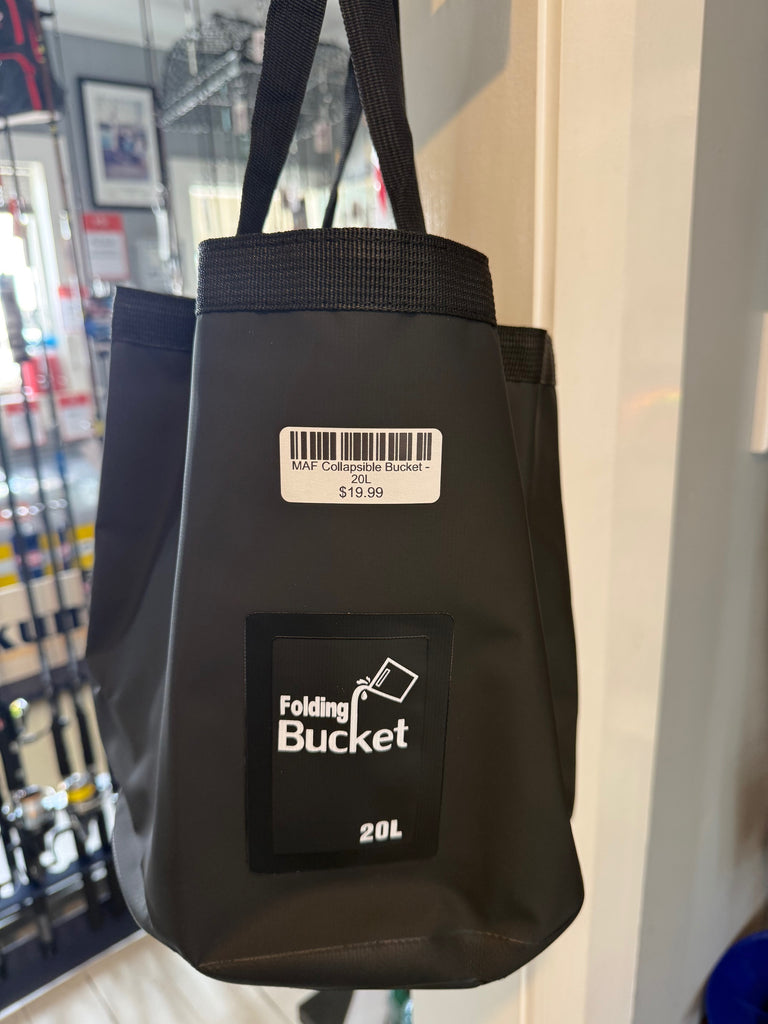 MAF Collapsible Bucket -
20L
$19.99
Folding
Bucket
20L